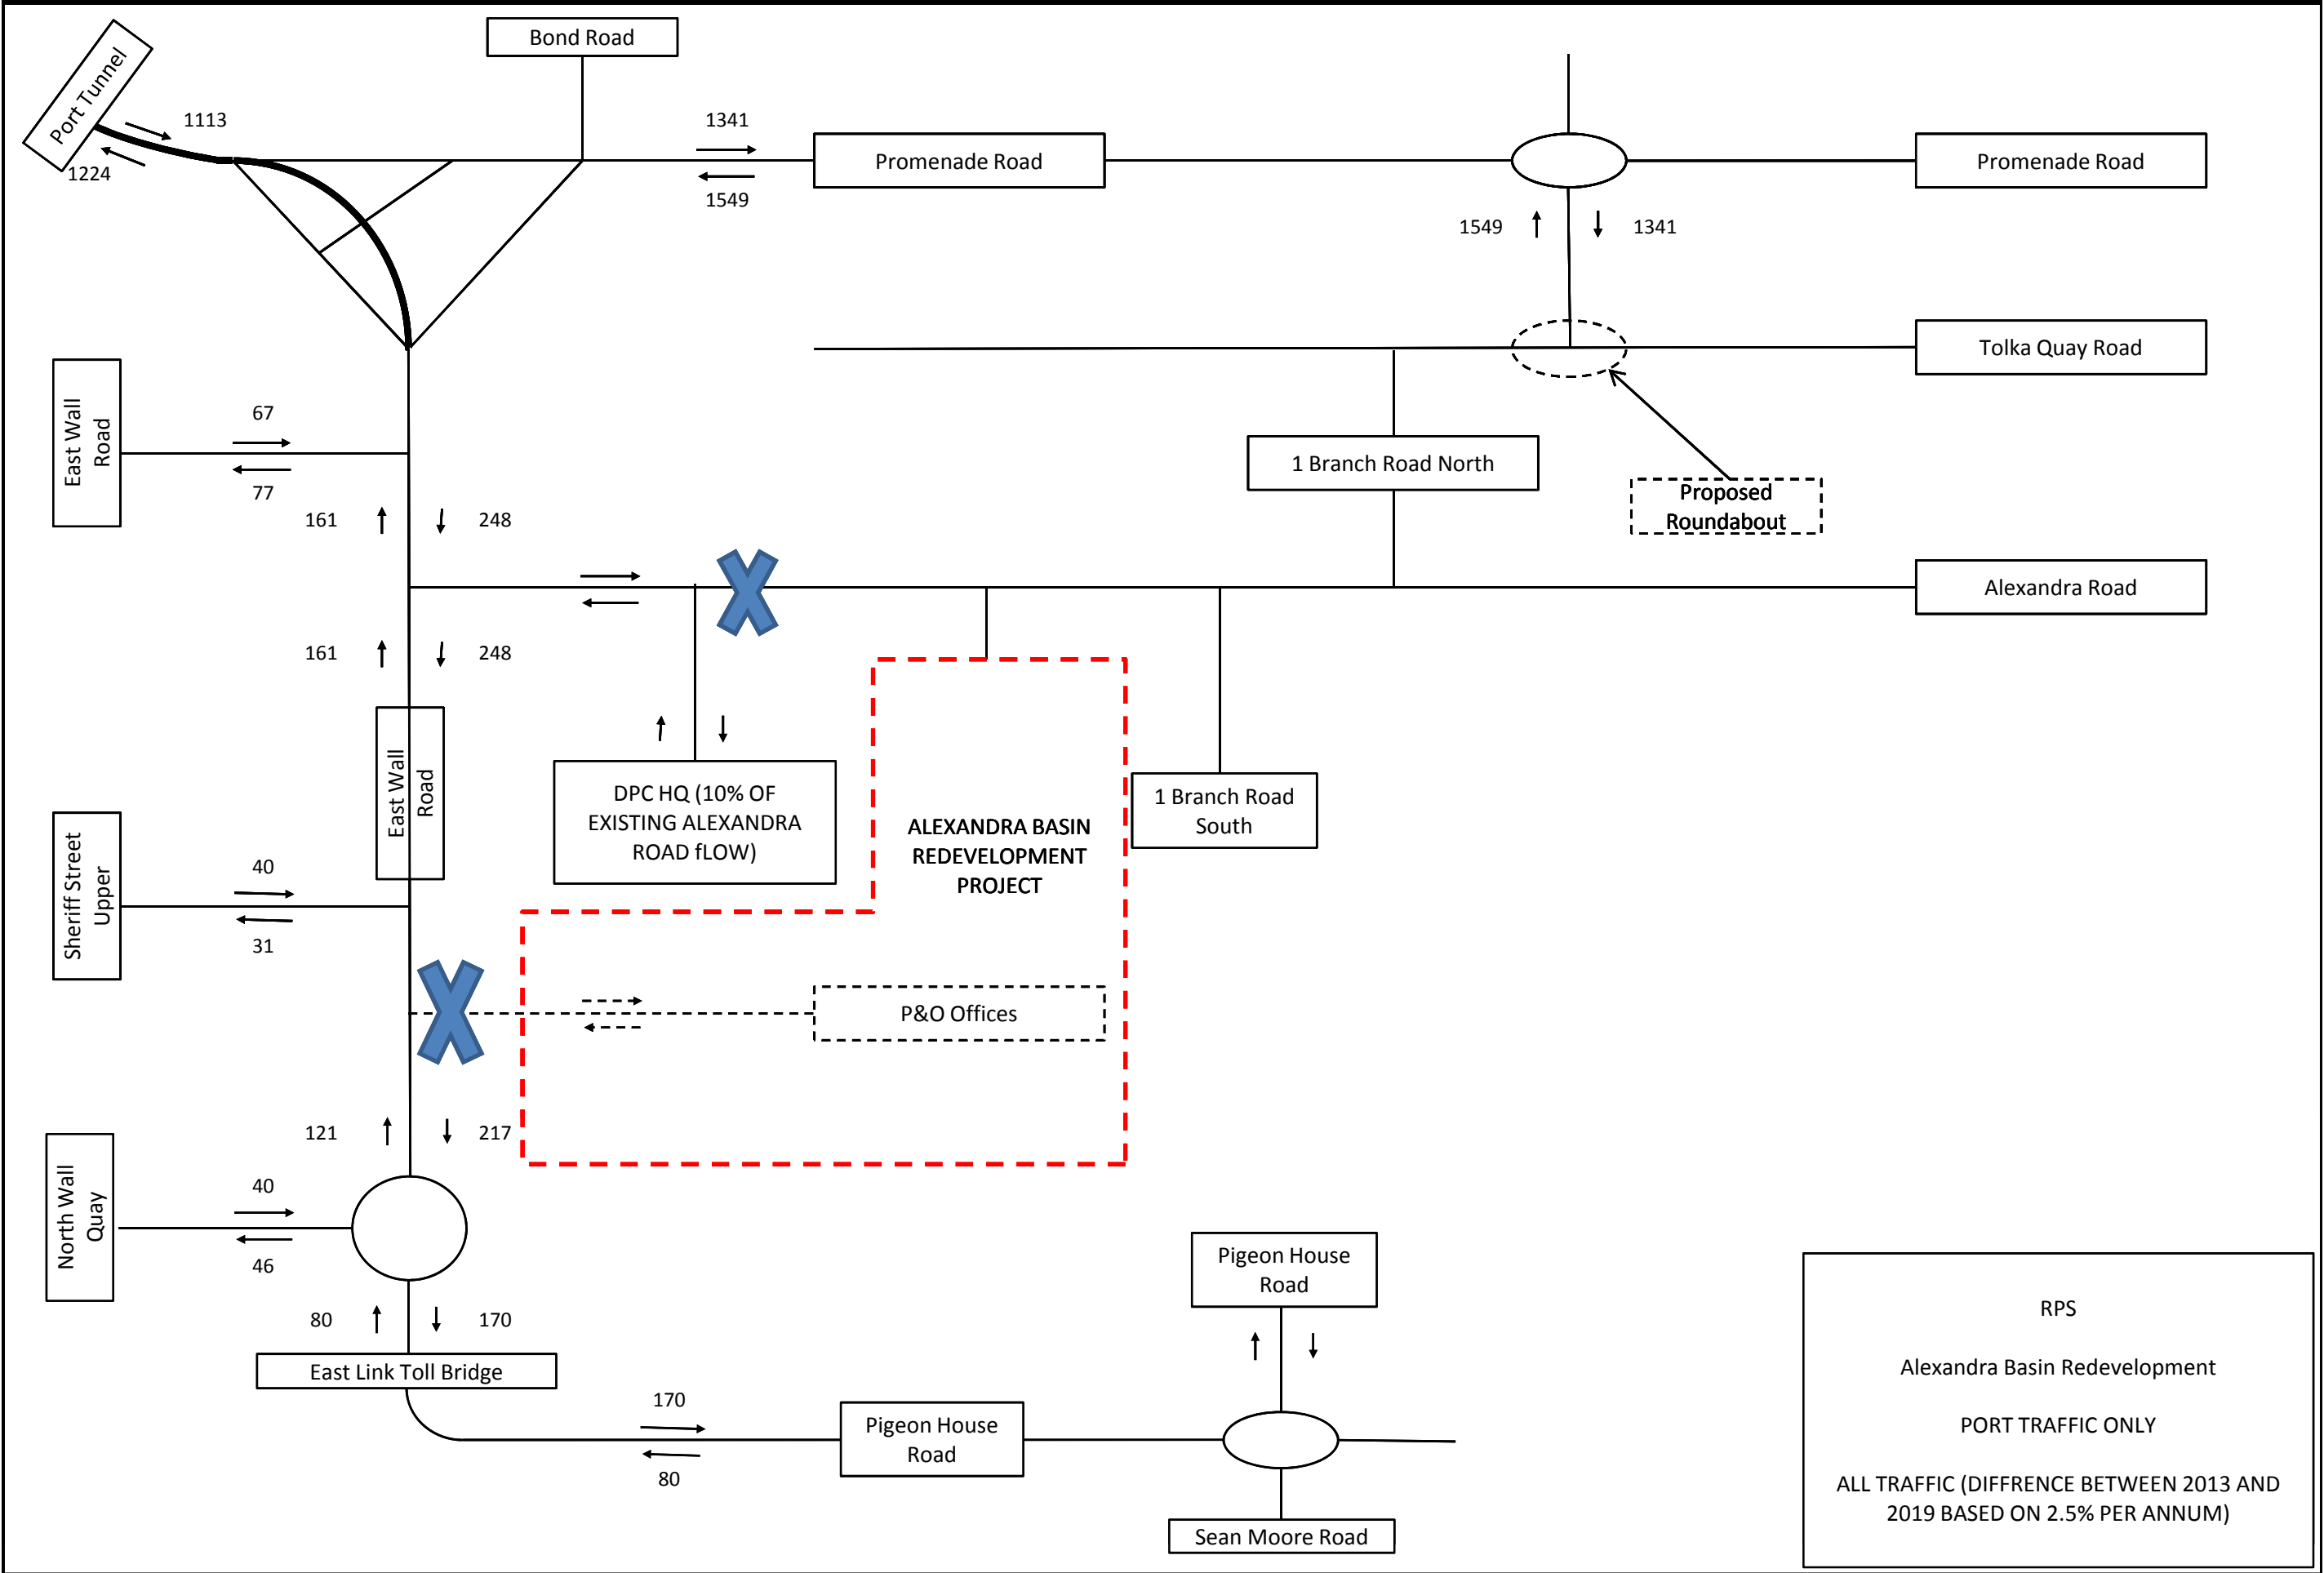 Bond Road
Port Tunnel
1113
1224
1341
1549
Promenade Road
Promenade Road
1549
1341
Tolka Quay Road
East Wall
Road
67
77
1 Branch Road North
Proposed
Roundabout
161
248
Alexandra Road
161
248
East Wall
Road
DPC HQ (10% OF
EXISTING ALEXANDRA
ROAD fLOW)
ALEXANDRA BASIN
REDEVELOPMENT
PROJECT
1 Branch Road
South
Sheriff Street
Upper
40
31
P&O Offices
121
217
North Wall
Quay
40
46
80
170
East Link Toll Bridge
170
80
Pigeon House
Road
Pigeon House
Road
Sean Moore Road
RPS
Alexandra Basin Redevelopment
PORT TRAFFIC ONLY
ALL TRAFFIC (DIFFRENCE BETWEEN 2013 AND
2019 BASED ON 2.5% PER ANNUM)